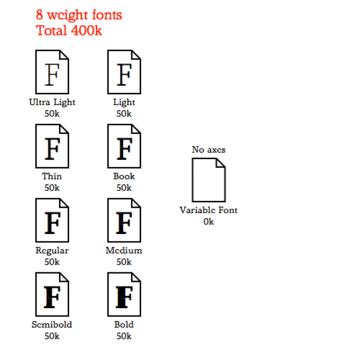 8 weight fonts
Total 400k
F F
Ultra Light Light
50k 50k
F F
Thin Book
50k 50k
No axes
Variable Font
0k
F F
Regular Medium
50k 50k
F F
Semibold Bold
50k 50k